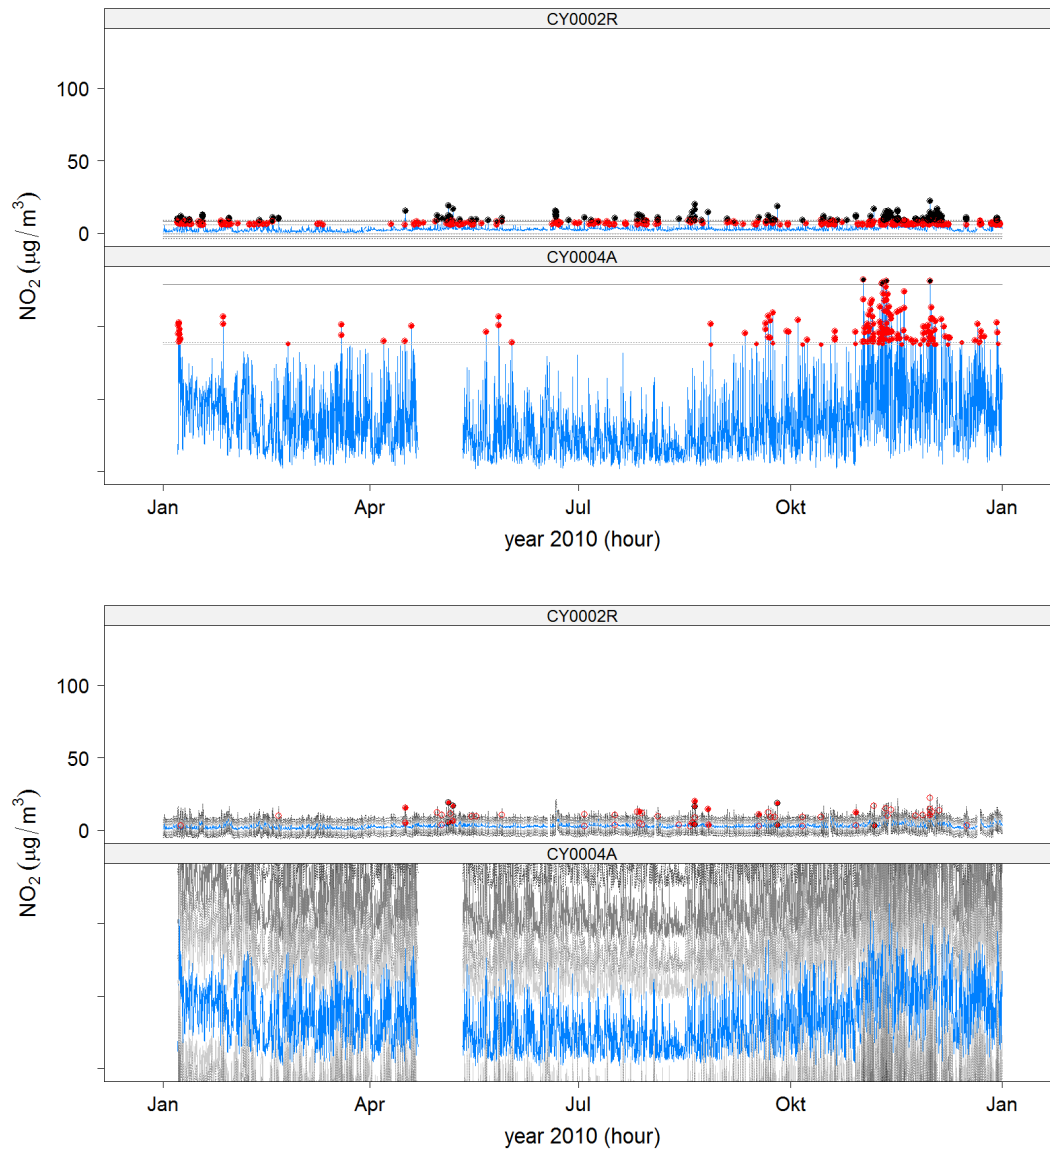 CY0002R
100
50
0
CY0004A
NO2 (µg/m3)
Jan Apr Jul Okt Jan
year 2010 (hour)
CY0002R
100
50
0
CY0004A
NO2 (µg/m3)
Jan Apr Jul Okt Jan
year 2010 (hour)